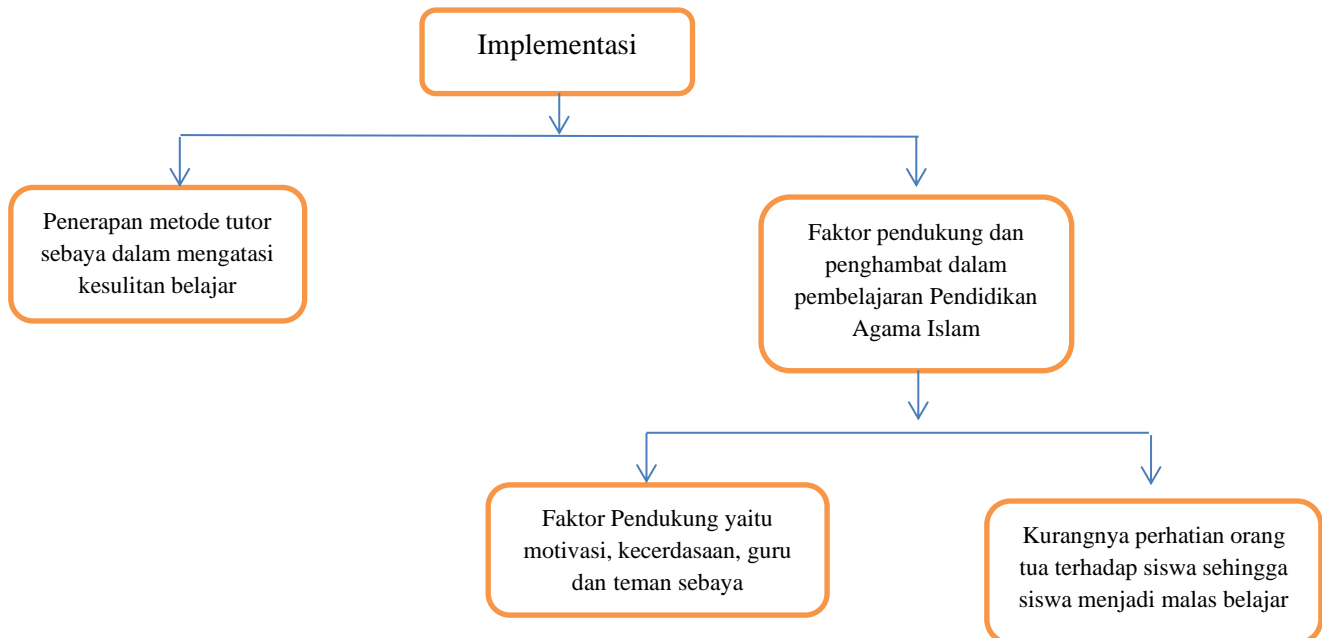 Implementasi
Penerapan metode tutor
sebaya dalam mengatasi
kesulitan belajar
Faktor pendukung dan
penghambat dalam
pembelajaran Pendidikan
Agama Islam
Faktor Pendukung yaitu
motivasi, kecerdasaan, guru
dan teman sebaya
Kurangnya perhatian orang
tua terhadap siswa sehingga
siswa menjadi malas belajar